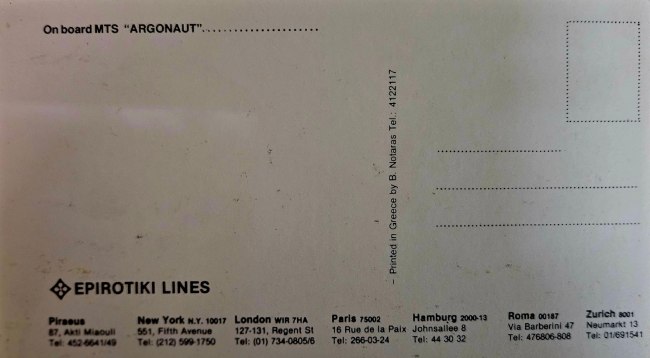 On board MTS "ARGONAUT"....................
– Printed in Greece by B. Notaras Tel.: 4122117
EPIROTIKI LINES
Piraeus
87, Akti Miaouli
Tel: 452-6641/49
New York N.Y. 10017
551, Fifth Avenue
Tel: (212) 599-1750
London WIR 7HA
127-131, Regent St
Tel: (01) 734-0805/6
Paris 75002
16 Rue de la Paix
Tel: 266-03-24
Hamburg 2000-13
Johnsallee 8
Tel: 44 30 32
Roma 00187
Via Barberini 47
Tel: 476806-808
Zurich 8001
Neumarkt 13
Tel: 01/691541